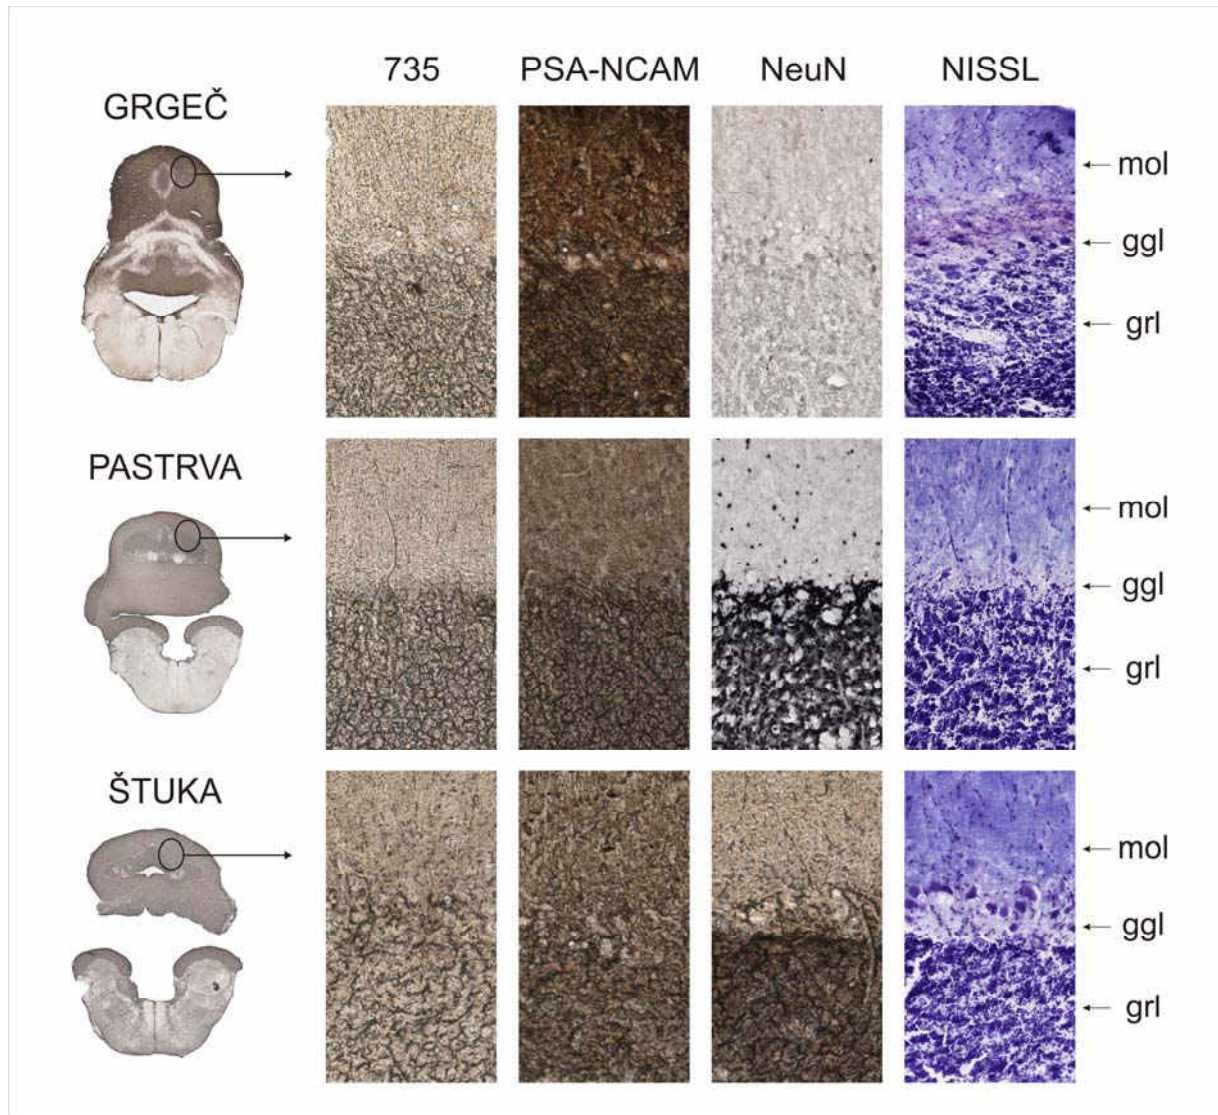 735 PSA-NCAM NeuN NISSL
GRGEČ
mol
ggl
grl
PASTRVA
mol
ggl
grl
ŠTUKA
mol
ggl
grl